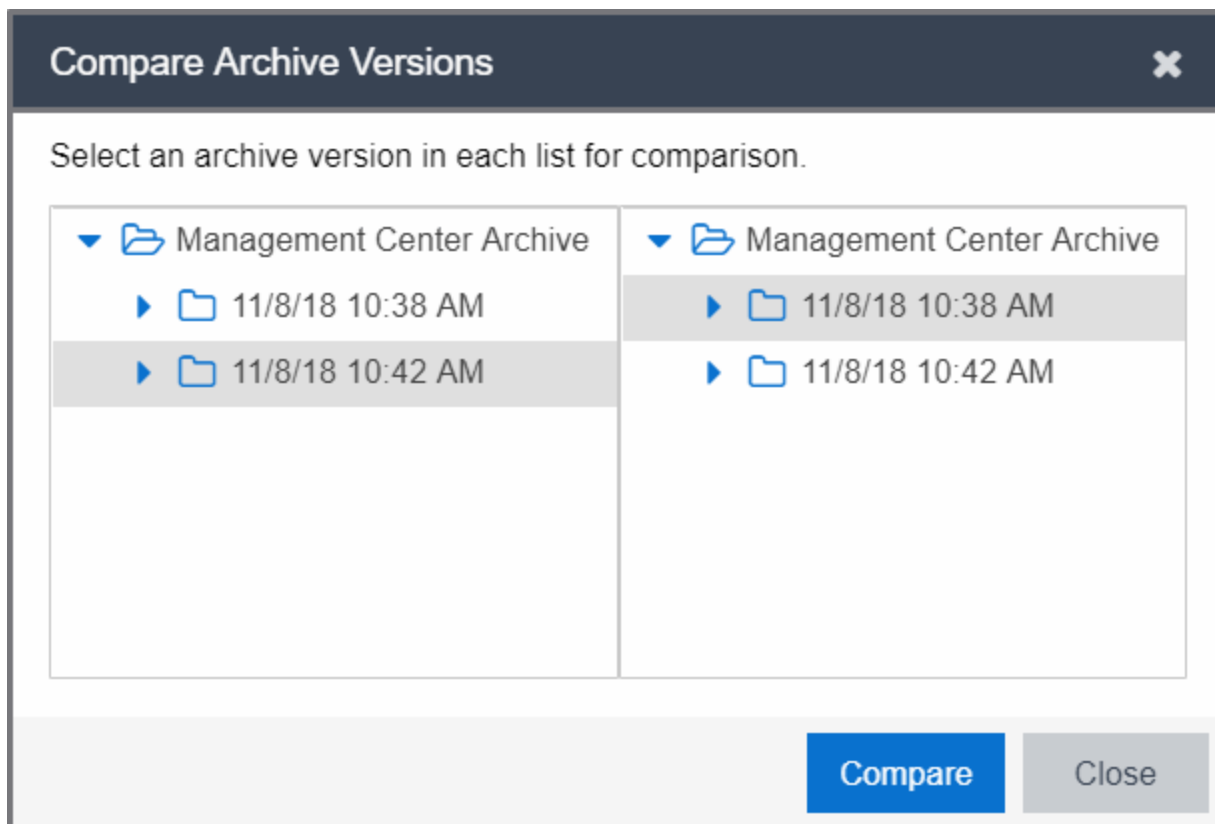 Compare Archive Versions
Select an archive version in each list for comparison.
Management Center Archive
11/8/18 10:38 AM
11/8/18 10:42 AM
Management Center Archive
11/8/18 10:38 AM
11/8/18 10:42 AM
Compare
Close